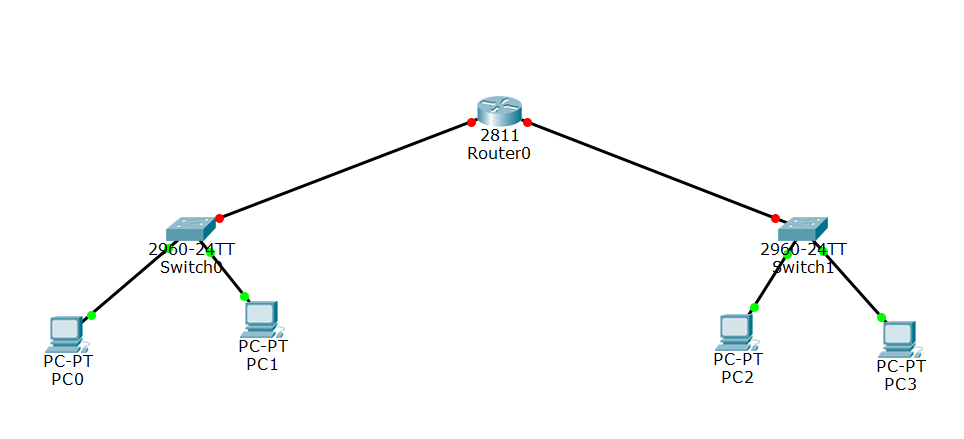 2811
Router0
2960-24TT
Switch0
2960-24TT
Switch1
PC-PT
PC0
PC-PT
PC1
PC-PT
PC2
PC-PT
PC3